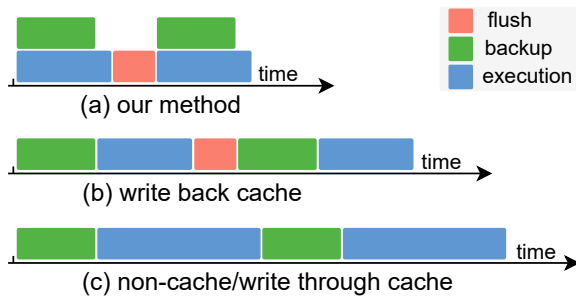 flush
backup
execution
time
(a) our method
time
(b) write back cache
time
(c) non-cache/write through cache